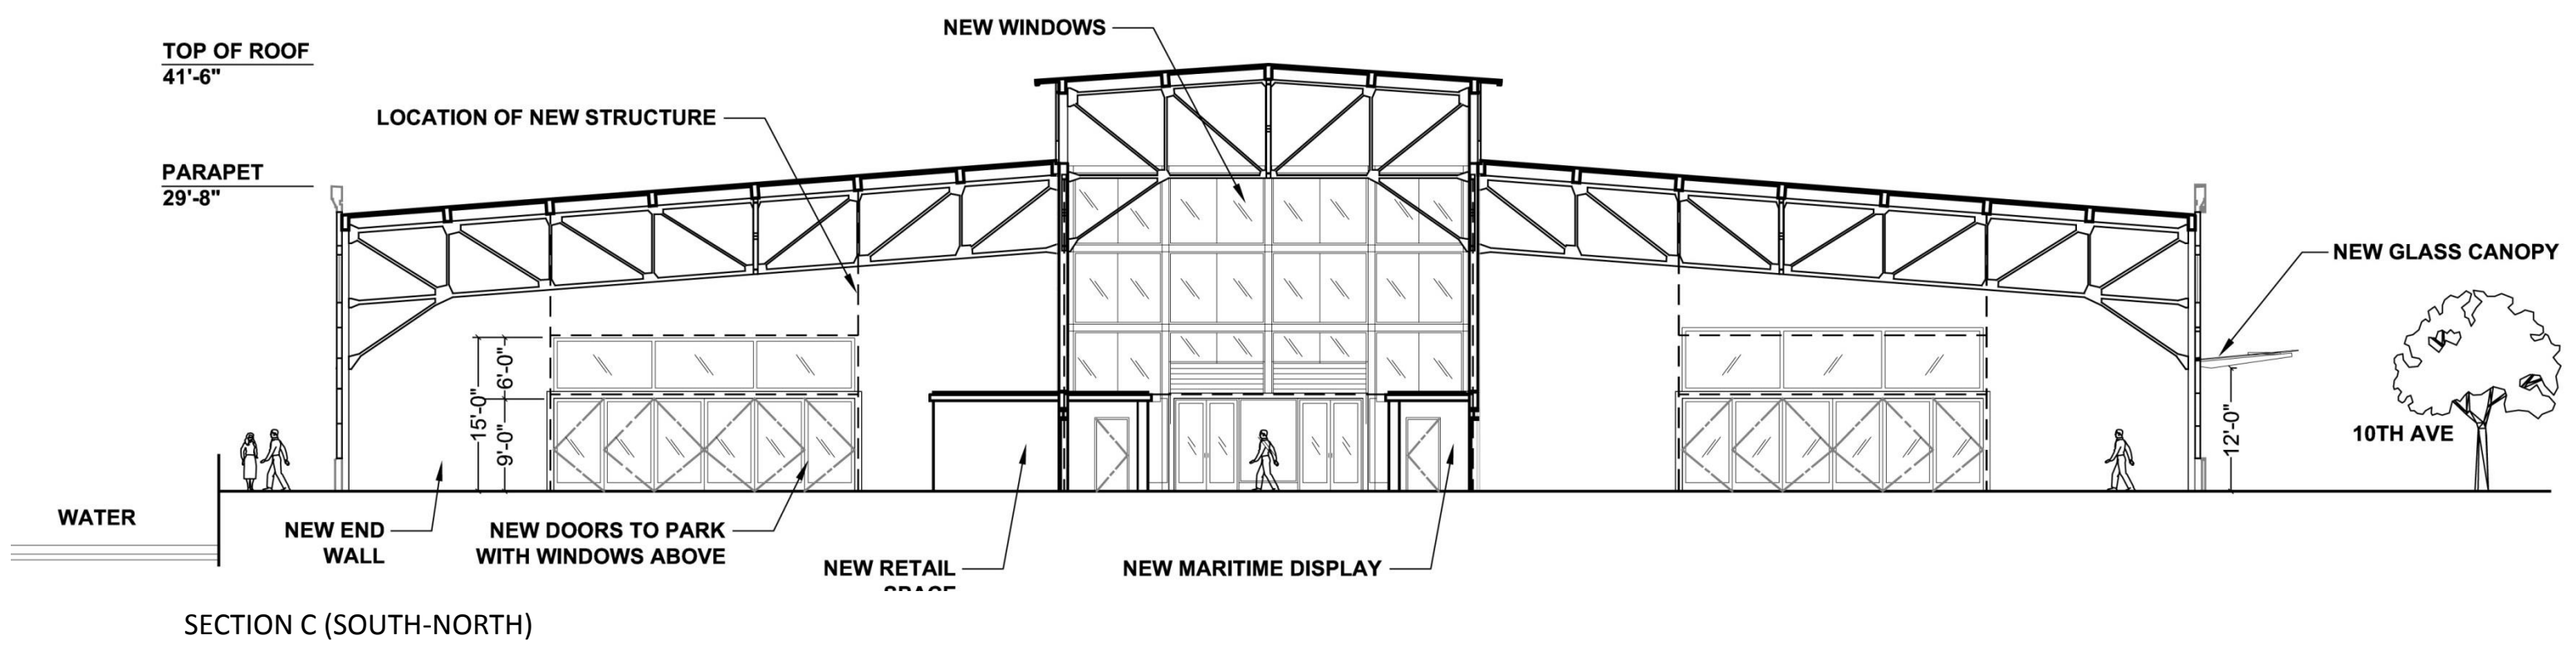 NEW WINDOWS
TOP OF ROOF
41'-6"
LOCATION OF NEW STRUCTURE
PARAPET
29'-8"
NEW GLASS CANOPY
15'-0"
6'-0"
9'-0"
12'-0"
10TH AVE
WATER
NEW END
WALL
NEW DOORS TO PARK
WITH WINDOWS ABOVE
NEW RETAIL
SPACE
NEW MARITIME DISPLAY
SECTION C (SOUTH-NORTH)